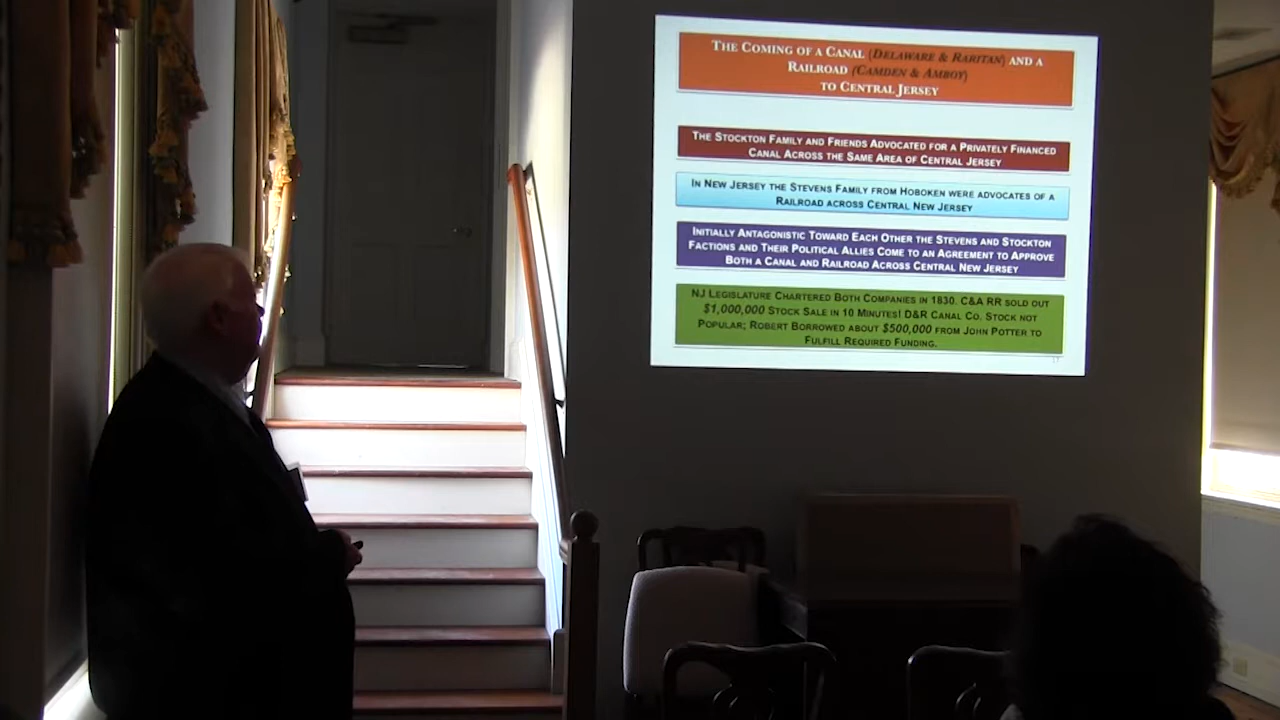 THE COMING OF A CANAL (DELAWARE & RARITAN) AND A
RAILROAD (CAMDEN & AMBOY)
TO CENTRAL JERSEY
THE STOCKTON FAMILY AND FRIENDS ADVOCATED FOR A PRIVATELY FINANCED
CANAL ACROSS THE SAME AREA OF CENTRAL JERSEY
IN NEW JERSEY THE STEVENS FAMILY FROM HOBOKEN WERE ADVOCATES OF A
RAILROAD ACROSS CENTRAL NEW JERSEY
INITIALLY ANTAGONISTIC TOWARD EACH OTHER THE STEVENS AND STOCKTON
FACTIONS AND THEIR POLITICAL ALLIES COME TO AN AGREEMENT TO APPROVE
BOTH A CANAL AND RAILROAD ACROSS CENTRAL NEW JERSEY
NJ LEGISLATURE CHARTERED BOTH COMPANIES IN 1830. C&A RR SOLD OUT
$1,000,000 STOCK SALE IN 10 MINUTES! D&R CANAL CO. STOCK NOT
POPULAR; ROBERT BORROWED ABOUT $500,000 FROM JOHN POTTER TO
FULFILL REQUIRED FUNDING.